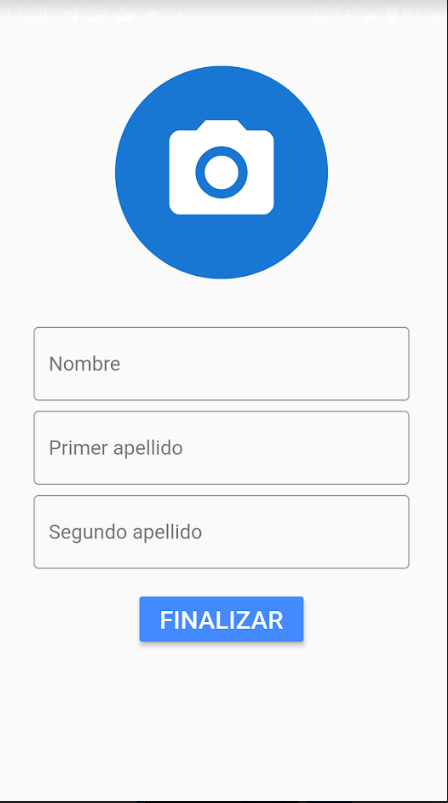 Nombre
Primer apellido
Segundo apellido
FINALIZAR